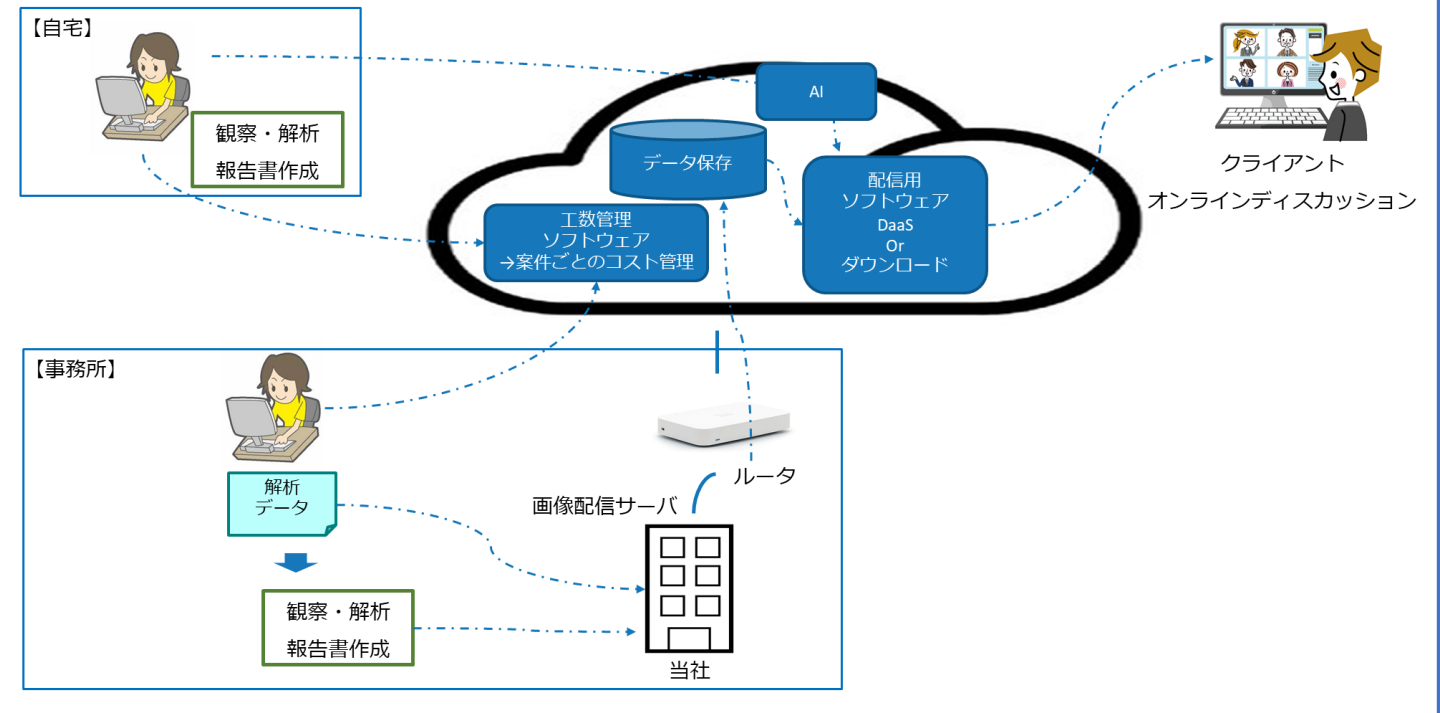 【自宅】
観察・解析
報告書作成
AI
データ保存
配信用
ソフトウェア
DaaS
Or
ダウンロード
工数管理
ソフトウェア
→案件ごとのコスト管理
クライアント
オンラインディスカッション
【事務所】
解析
データ
観察・解析
報告書作成
ルータ
画像配信サーバ
当社